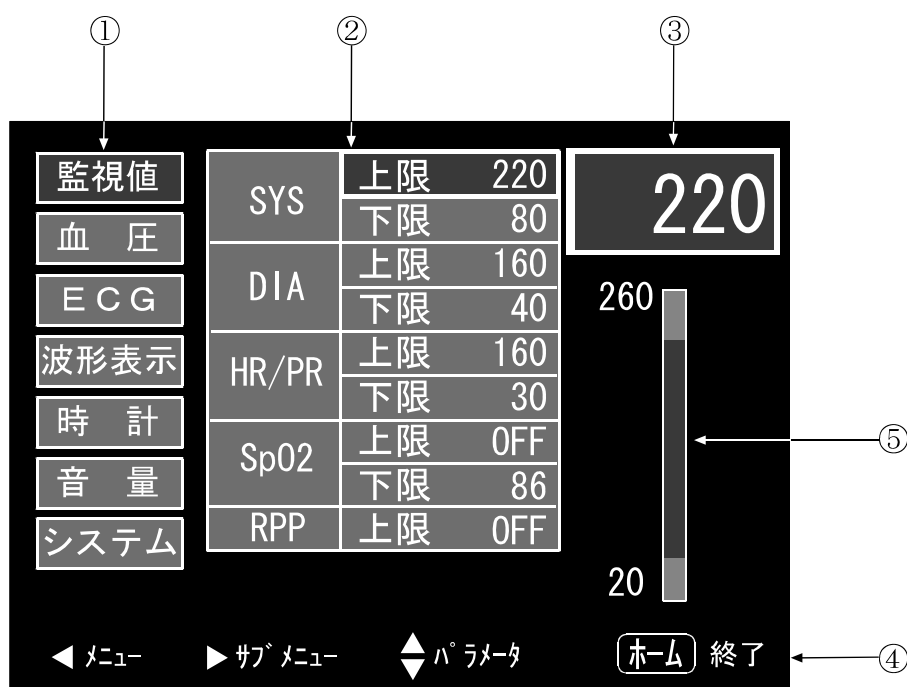 ① ② ③
監視値
血 圧
ECG
波形表示
時 計
音 量
システム
SYS 上限 220
下限 80
DIA 上限 160
下限 40
HR/PR 上限 160
下限 30
SpO2 上限 OFF
下限 86
RPP 上限 OFF
220
260
20
⑤
◀ メニュー ▶ サブメニュー ▲▼ パラメータ ホーム 終了 ④